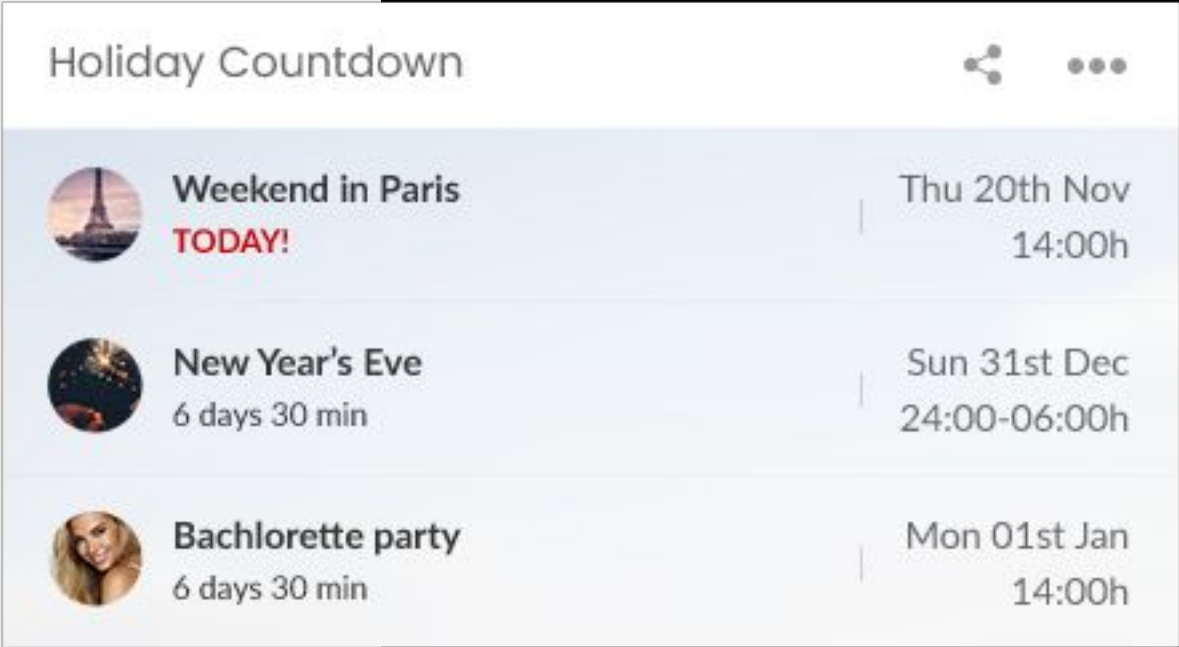 Holiday Countdown
Weekend in Paris
TODAY!
Thu 20th Nov
14:00h
New Year’s Eve
6 days 30 min
Sun 31st Dec
24:00-06:00h
Bachlorette party
6 days 30 min
Mon 01st Jan
14:00h